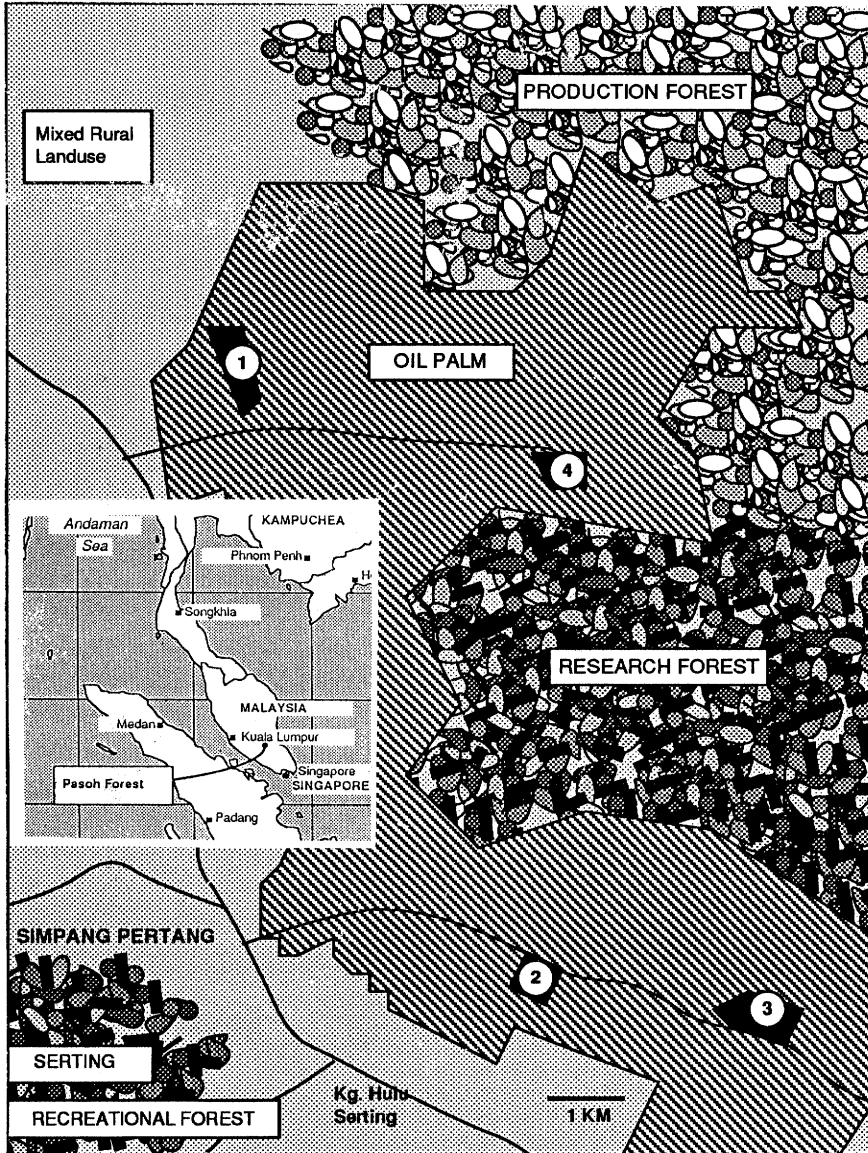 PRODUCTION FOREST
Mixed Rural
Landuse
1
OIL PALM
4
Andaman
Sea
KAMPUCHEA
Phnom Penh
Songkhla
MALAYSIA
Medan
Kuala Lumpur
Pasoh Forest
Singapore
SINGAPORE
Padang
RESEARCH FOREST
SIMPANG PERTANG
2
3
SERTING
RECREATIONAL FOREST
Kg. Hulu
Serting
1 KM